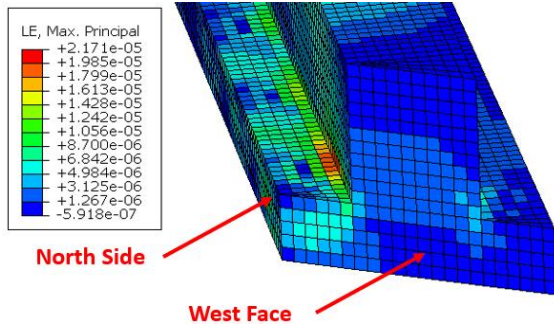 LE, Max. Principal
+2.171e-05
+1.985e-05
+1.799e-05
+1.613e-05
+1.428e-05
+1.242e-05
+1.056e-05
+8.700e-06
+6.842e-06
+4.984e-06
+3.125e-06
+1.267e-06
-5.918e-07
North Side
West Face